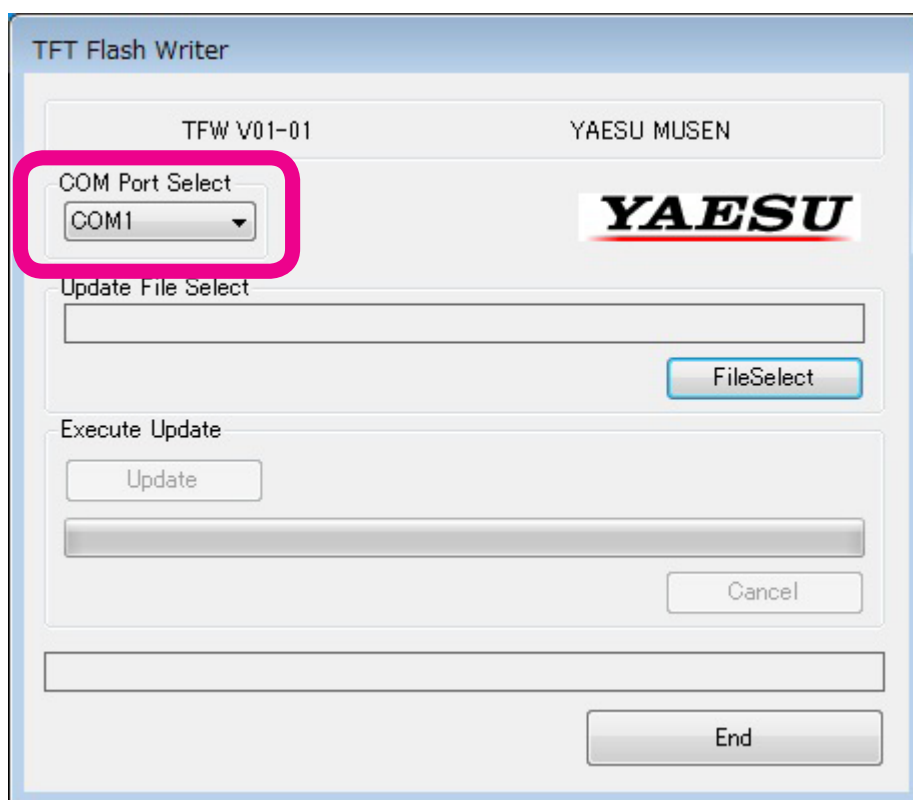 TFT Flash Writer
TFW V01-01 YAESU MUSEN
COM Port Select
COM1
YAESU
Update File Select
FileSelect
Execute Update
Update
Cancel
End